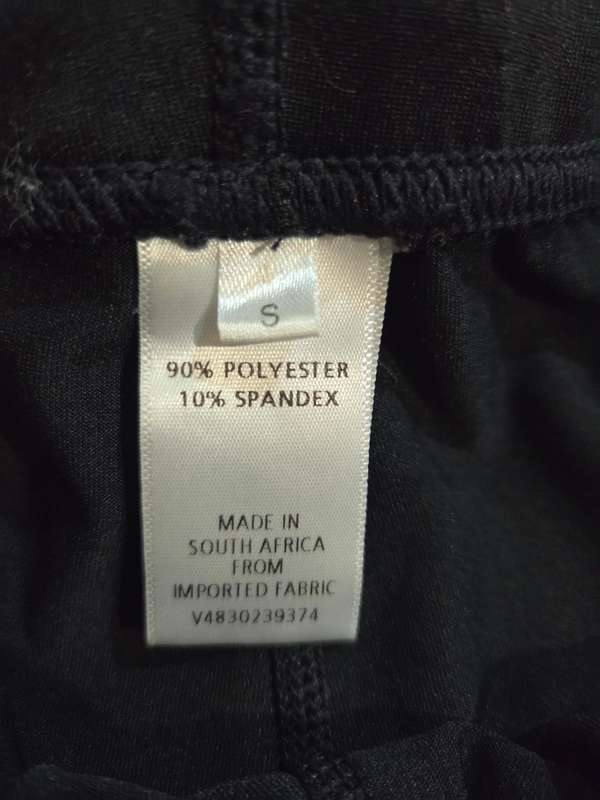 S
90% POLYESTER
10% SPANDEX
MADE IN
SOUTH AFRICA
FROM
IMPORTED FABRIC
V4830239374